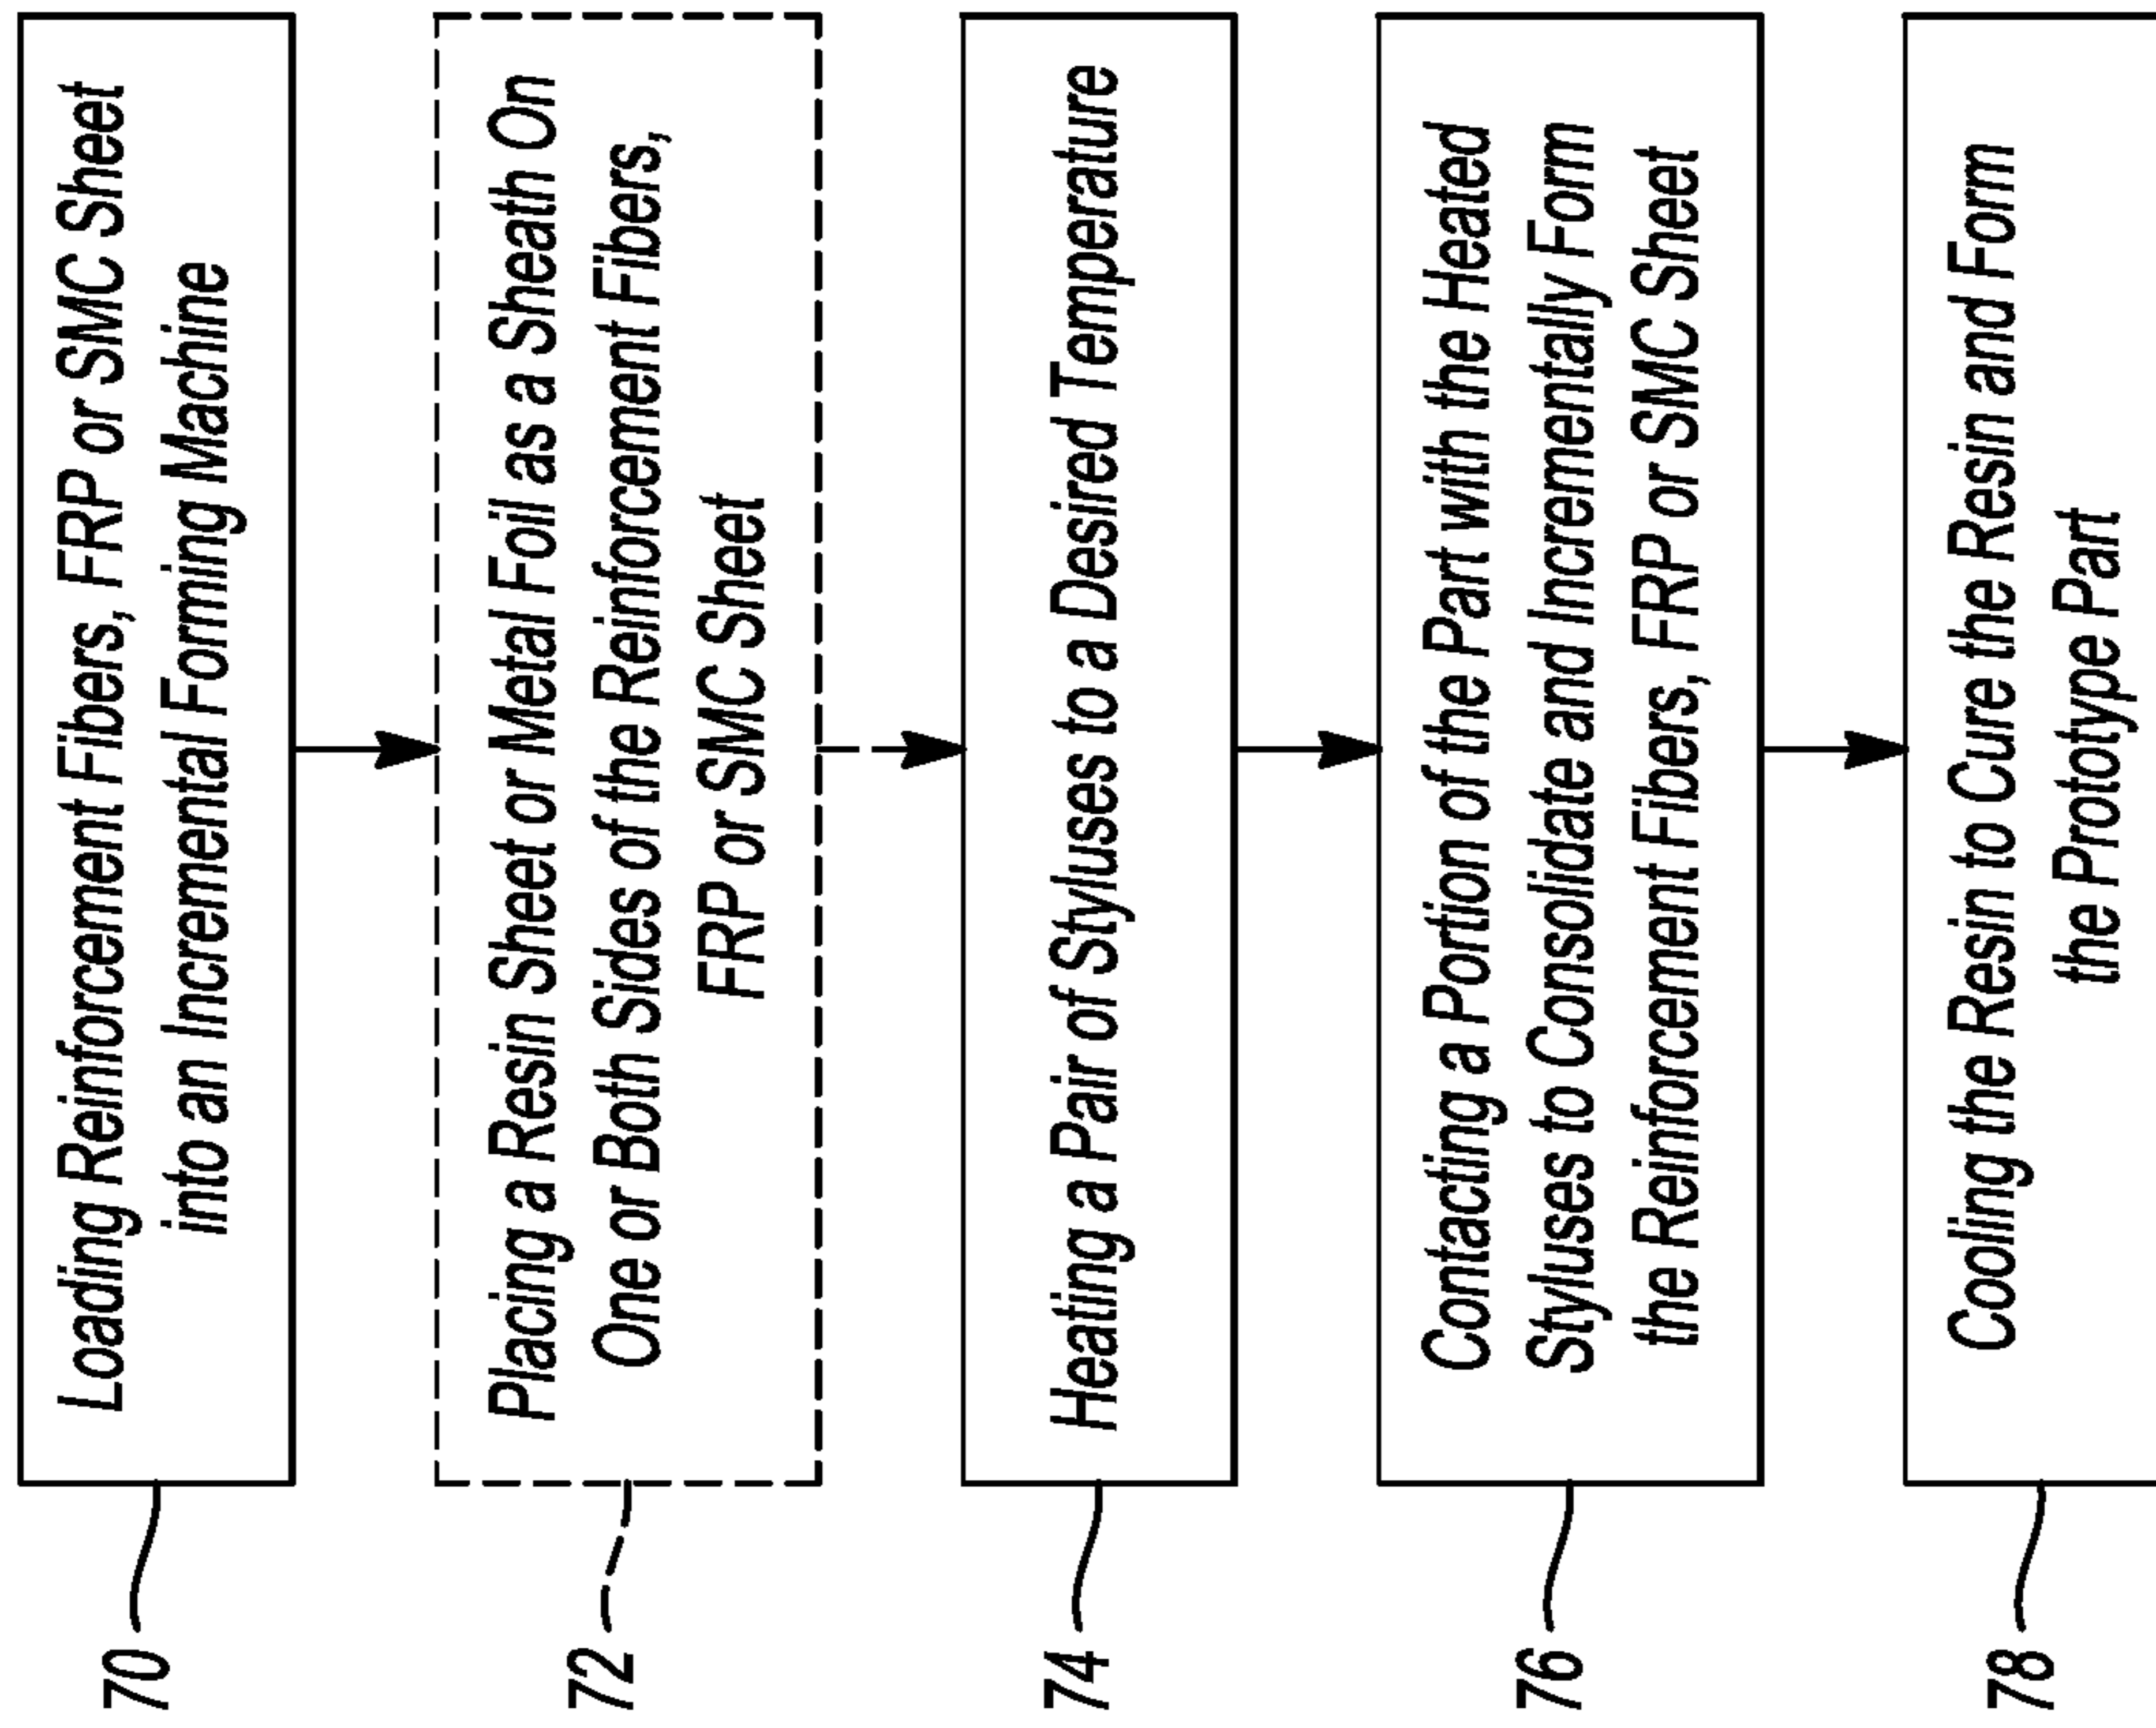 70
Loading Reinforcement Fibers, FRP or SMC Sheet
into an Incremental Forming Machine
72
Placing a Resin Sheet or Metal Foil as a Sheath On
One or Both Sides of the Reinforcement Fibers,
FRP or SMC Sheet
74
Heating a Pair of Styluses to a Desired Temperature
76
Contacting a Portion of the Part with the Heated
Styluses to Consolidate and Incrementally Form
the Reinforcement Fibers, FRP or SMC Sheet
78
Cooling the Resin to Cure the Resin and Form
the Prototype Part